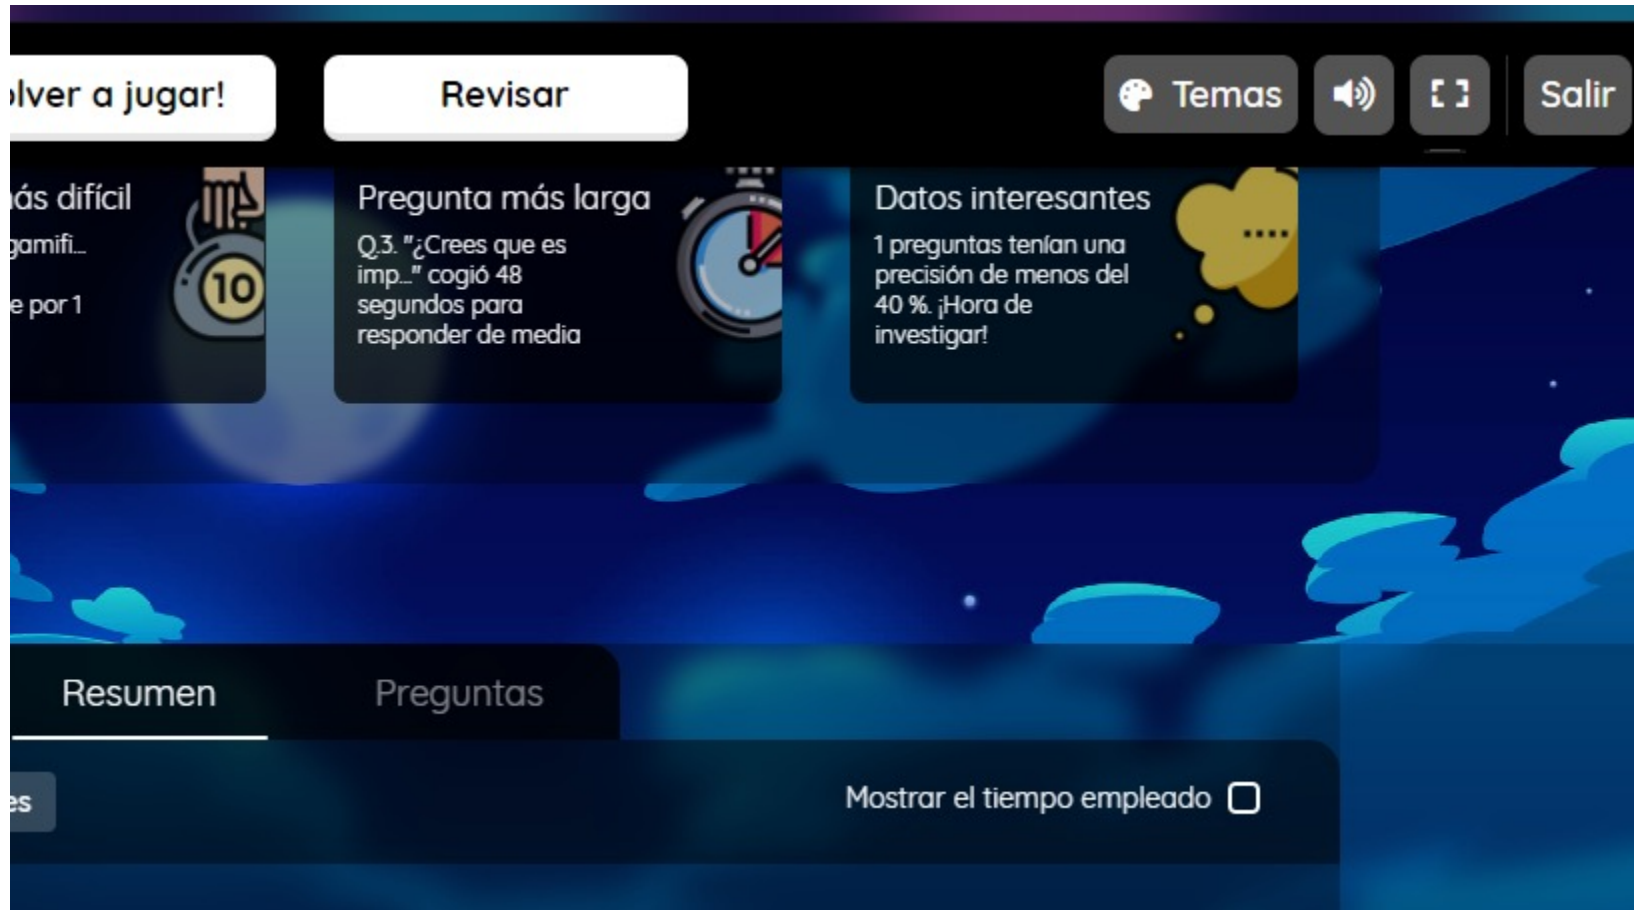 olver a jugar!
Revisar
Temas
Salir
ás difícil
gamifi...
e por 1
10
Pregunta más larga
Q.3. "¿Crees que es
imp..." cogió 48
segundos para
responder de media
Datos interesantes
1 preguntas tenían una
precisión de menos del
40 %. ¡Hora de
investigar!
Resumen
Preguntas
es
Mostrar el tiempo empleado